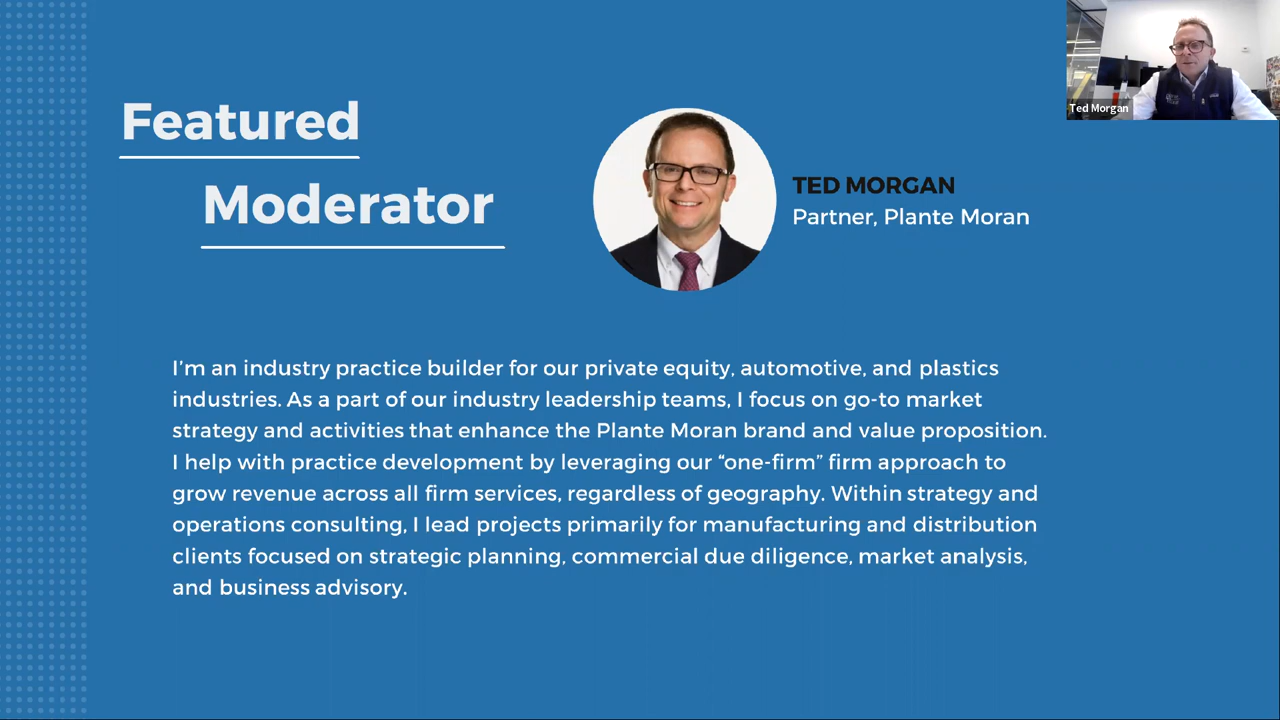 Featured
Moderator
TED MORGAN
Partner, Plante Moran
Ted Morgan
I’m an industry practice builder for our private equity, automotive, and plastics
industries. As a part of our industry leadership teams, I focus on go-to market
strategy and activities that enhance the Plante Moran brand and value proposition.
I help with practice development by leveraging our “one-firm” firm approach to
grow revenue across all firm services, regardless of geography. Within strategy and
operations consulting, I lead projects primarily for manufacturing and distribution
clients focused on strategic planning, commercial due diligence, market analysis,
and business advisory.